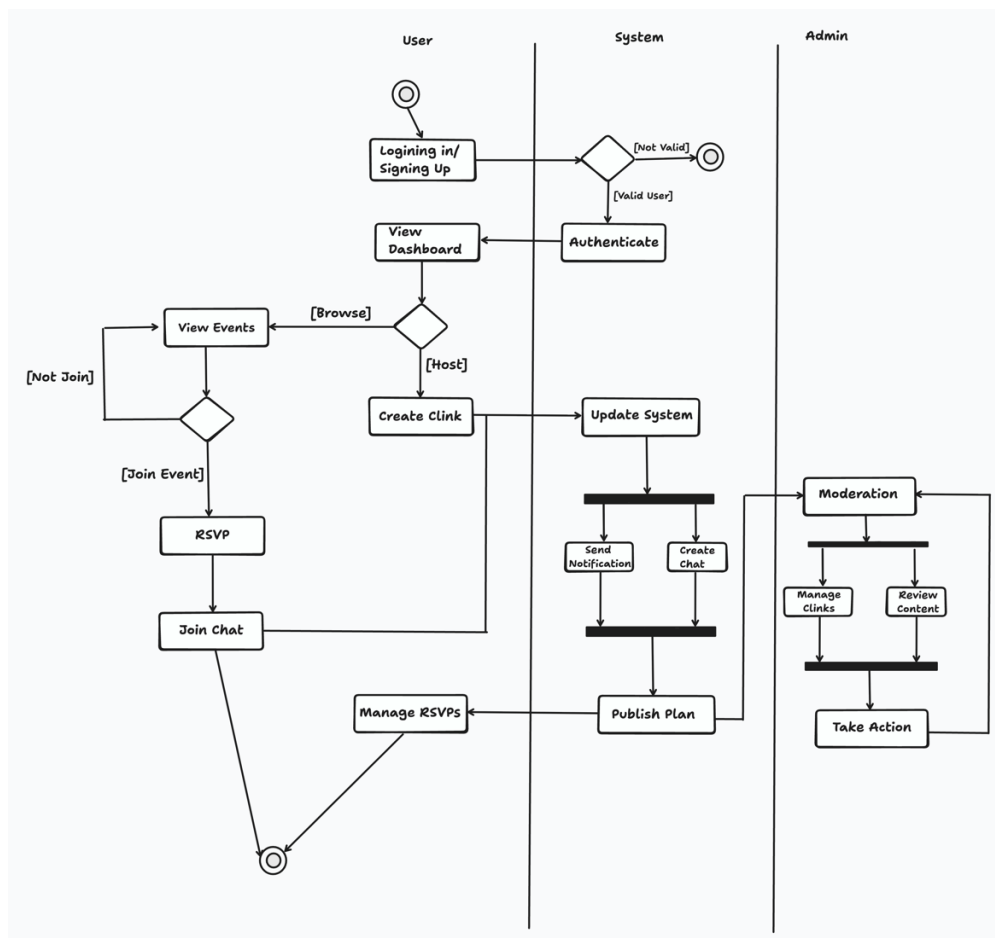 User
System
Admin
Logining in/
Signing Up
[Not Valid]
[Valid User]
View
Dashboard
Authenticate
[Browse]
View Events
[Host]
[Not Join]
Create Clink
Update System
[Join Event]
Moderation
RSVP
Send
Notification
Create
Chat
Manage
Clinks
Review
Content
Join Chat
Manage RSVPs
Publish Plan
Take Action